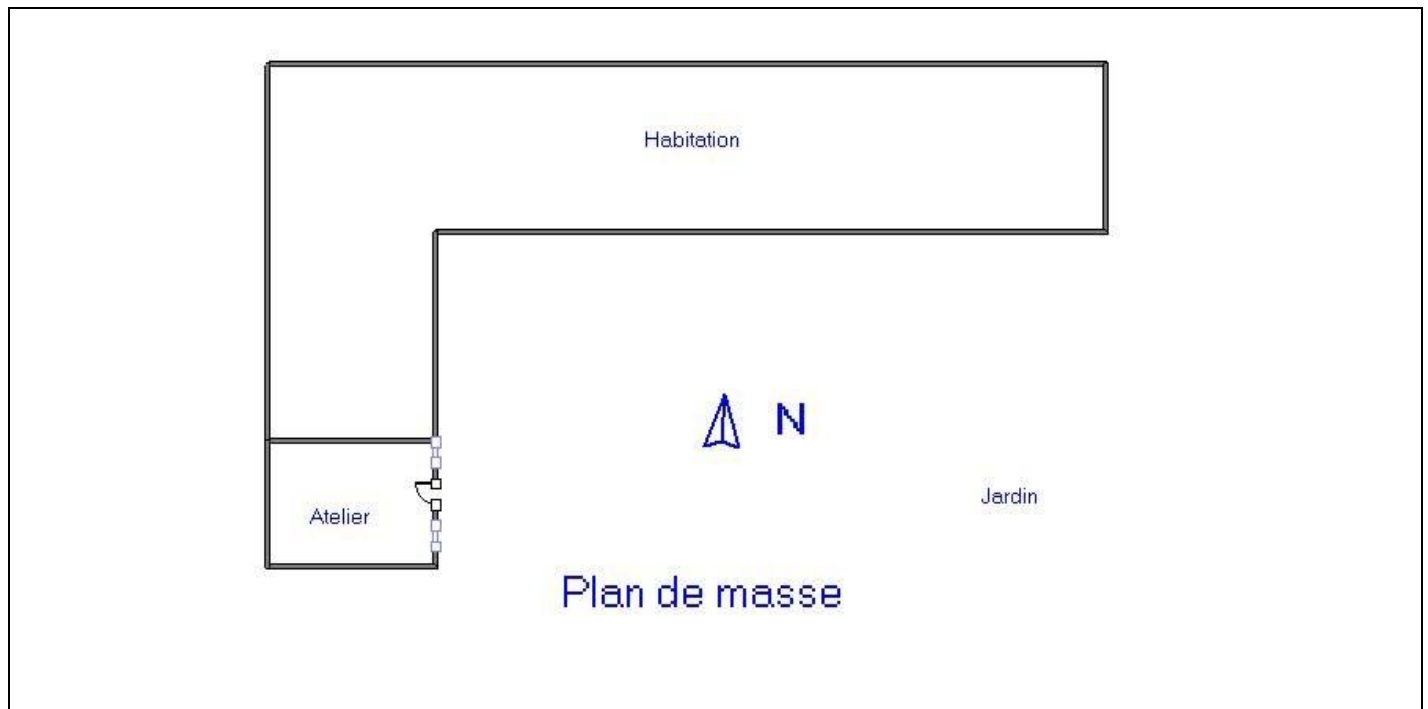 Habitation
N
Jardin
Atelier
Plan de masse